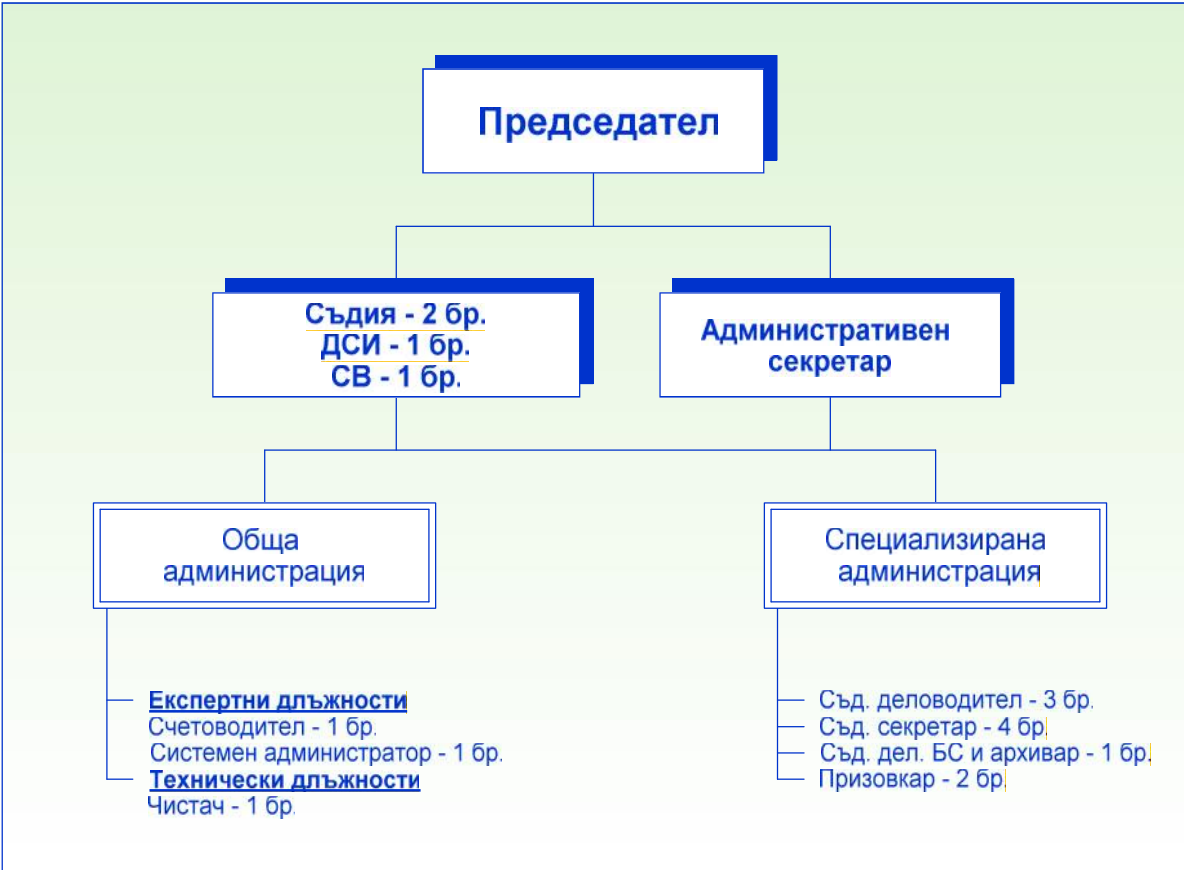 Председател
Съдия - 2 бр.
ДСИ - 1 бр.
СВ - 1 бр.
Административен
секретар
Обща
администрация
Специализирана
администрация
Експертни длъжности
Счетоводител - 1 бр.
Системен администратор - 1 бр.
Технически длъжности
Чистач - 1 бр.
Съд. деловодител - 3 бр.
Съд. секретар - 4 бр.
Съд. дел. БС и архивар - 1 бр.
Призовкар - 2 бр.